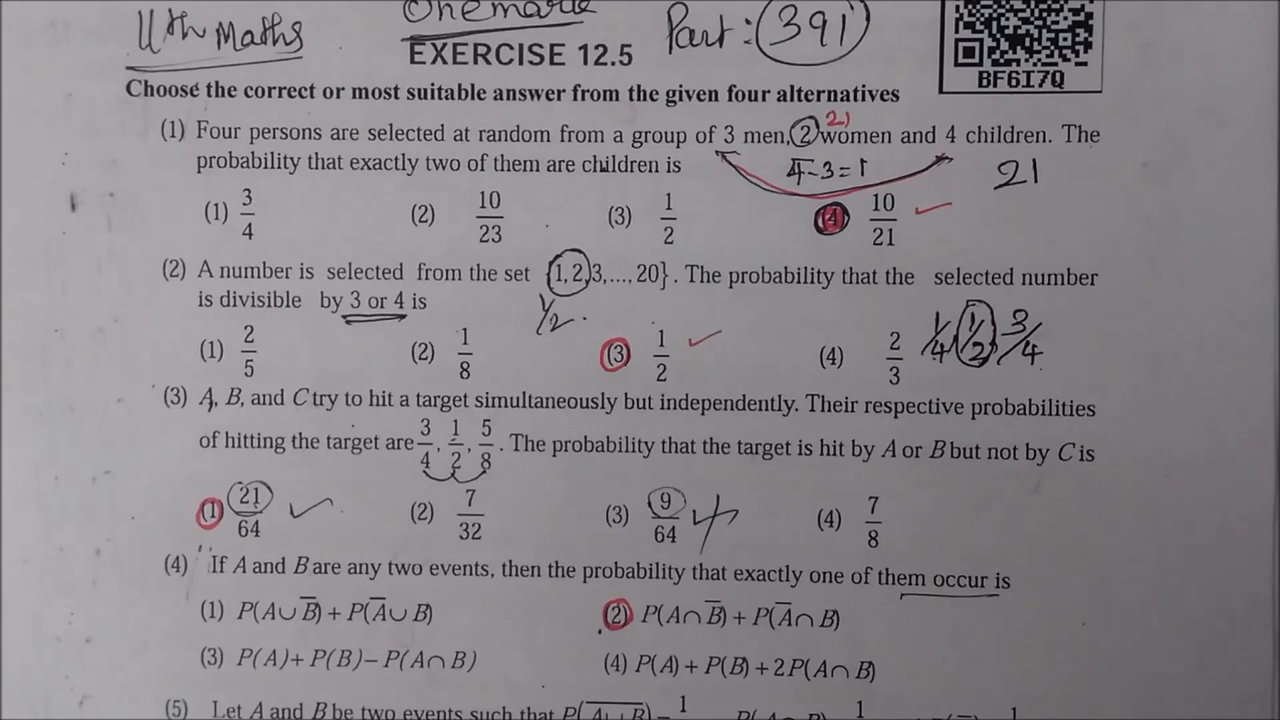 11th Maths
One mark
Part: 391
EXERCISE 12.5
BF6I7Q
Choose the correct or most suitable answer from the given four alternatives
21
(1) Four persons are selected at random from a group of 3 men, 2 women and 4 children. The
probability that exactly two of them are children is
4-3=1
21
(1) 3/4 (2) 10/23 (3) 1/2 (4) 10/21
(2) A number is selected from the set {1, 2, 3, ..., 20}. The probability that the selected number
is divisible by 3 or 4 is
1/2.
(1) 2/5 (2) 1/8 (3) 1/2 (4) 2/3 1/4 1/2 3/4
(3) A, B, and C try to hit a target simultaneously but independently. Their respective probabilities
of hitting the target are 3/4, 1/2, 5/8. The probability that the target is hit by A or B but not by C is
(1) 21/64 (2) 7/32 (3) 9/64 (4) 7/8
(4) If A and B are any two events, then the probability that exactly one of them occur is
(1) P(A∪B̅) + P(A̅∪B) (2) P(A∩B̅) + P(A̅∩B)
(3) P(A) + P(B) − P(A∩B) (4) P(A) + P(B) + 2P(A∩B)
(5) Let A and B be two events such that